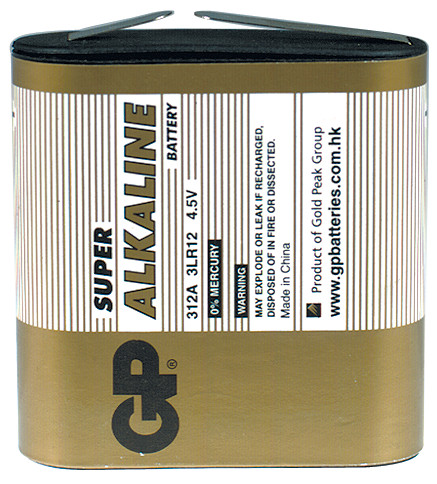 GP®
SUPER
ALKALINE
BATTERY
312A 3LR12 4.5V
0% MERCURY
WARNING
MAY EXPLODE OR LEAK IF RECHARGED,
DISPOSED OF IN FIRE OR DISSECTED.
Made in China
Product of Gold Peak Group
www.gpbatteries.com.hk